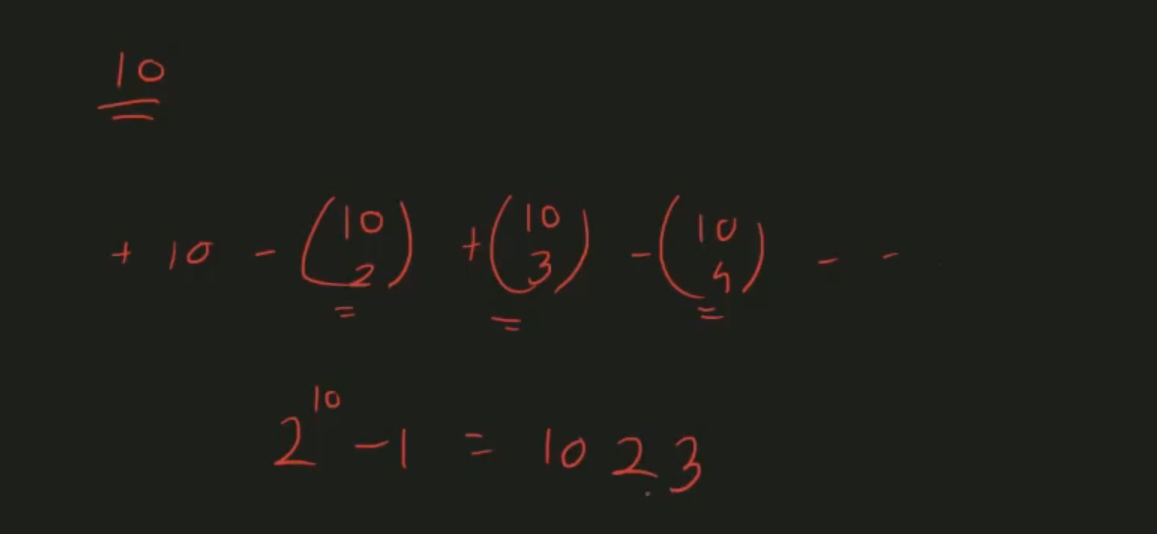 10
+ 10 - (10 2) + (10 3) - (10 4) - -
2^10 - 1 = 1023